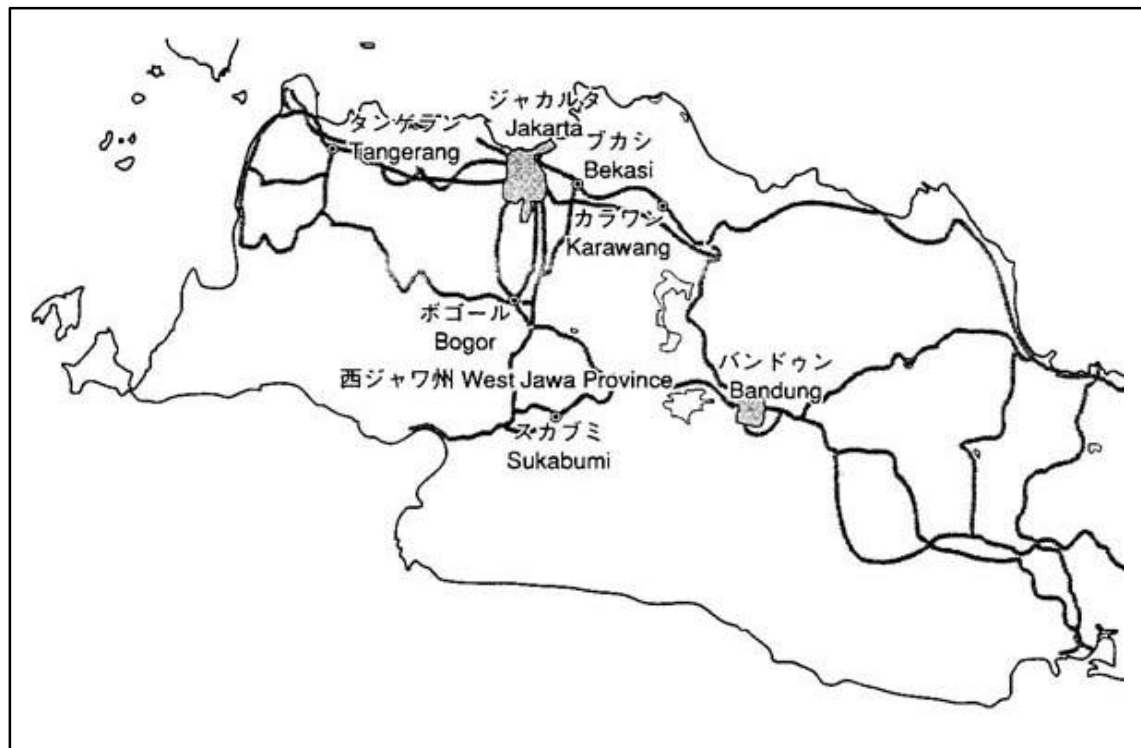 ジャカルタ
Jakarta
タンゲラン
Tangerang
ブカシ
Bekasi
カラワン
Karawang
ボゴール
Bogor
西ジャワ州 West Jawa Province
バンドゥン
Bandung
スカブミ
Sukabumi